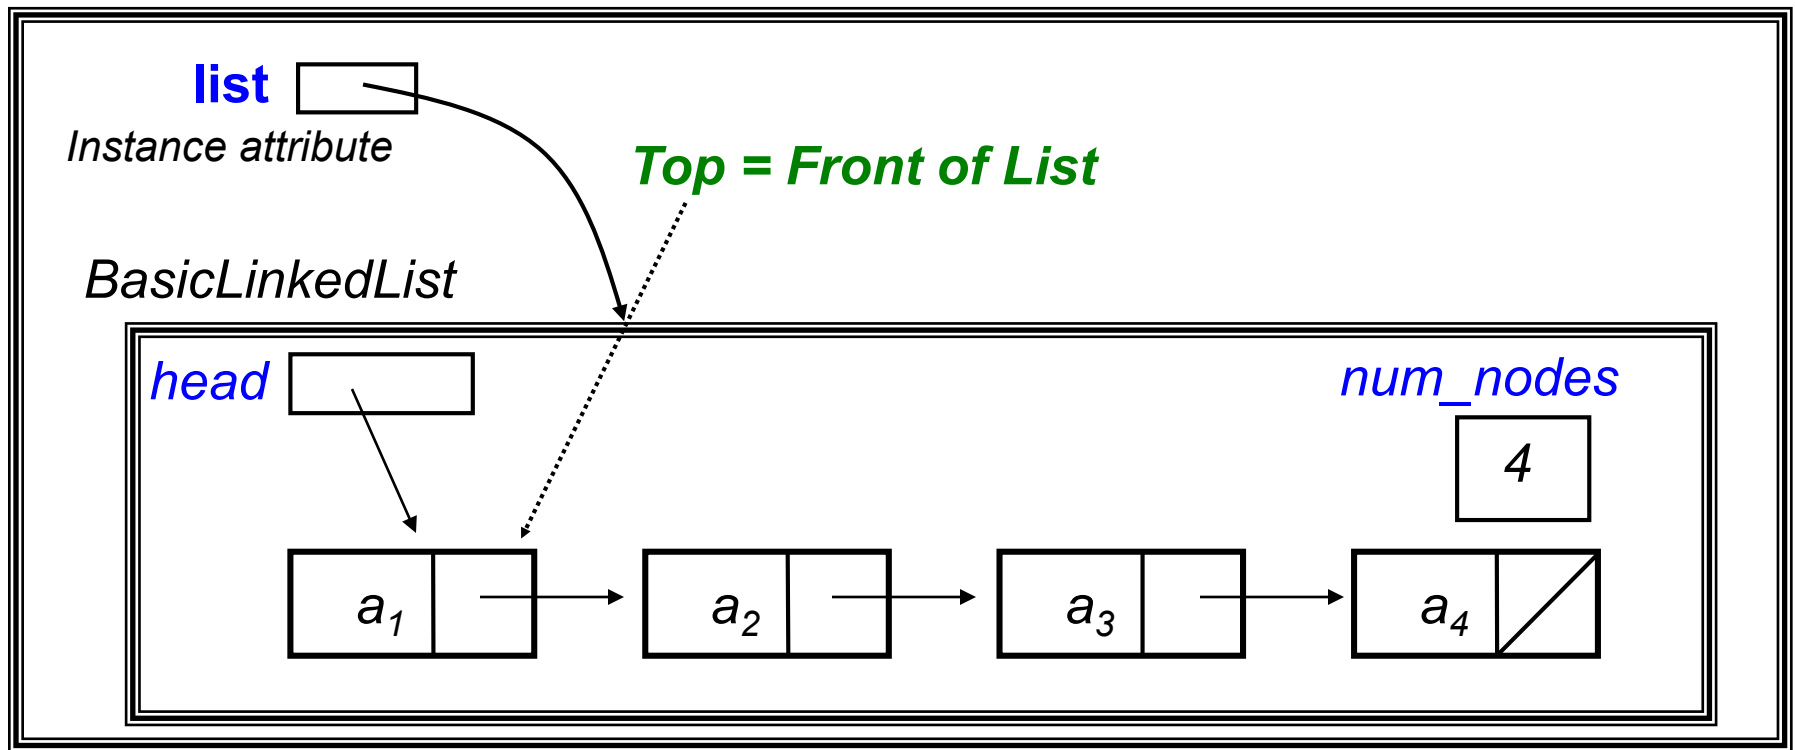 list
Instance attribute
Top = Front of List
BasicLinkedList
head
num_nodes
4
a1 a2 a3 a4